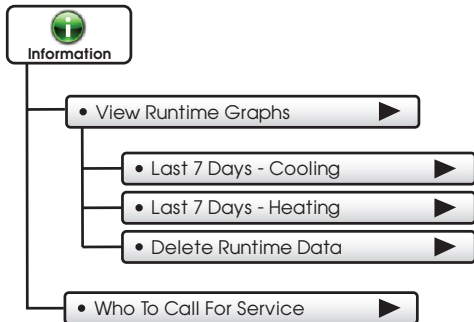 Information
• View Runtime Graphs
• Last 7 Days - Cooling
• Last 7 Days - Heating
• Delete Runtime Data
• Who To Call For Service